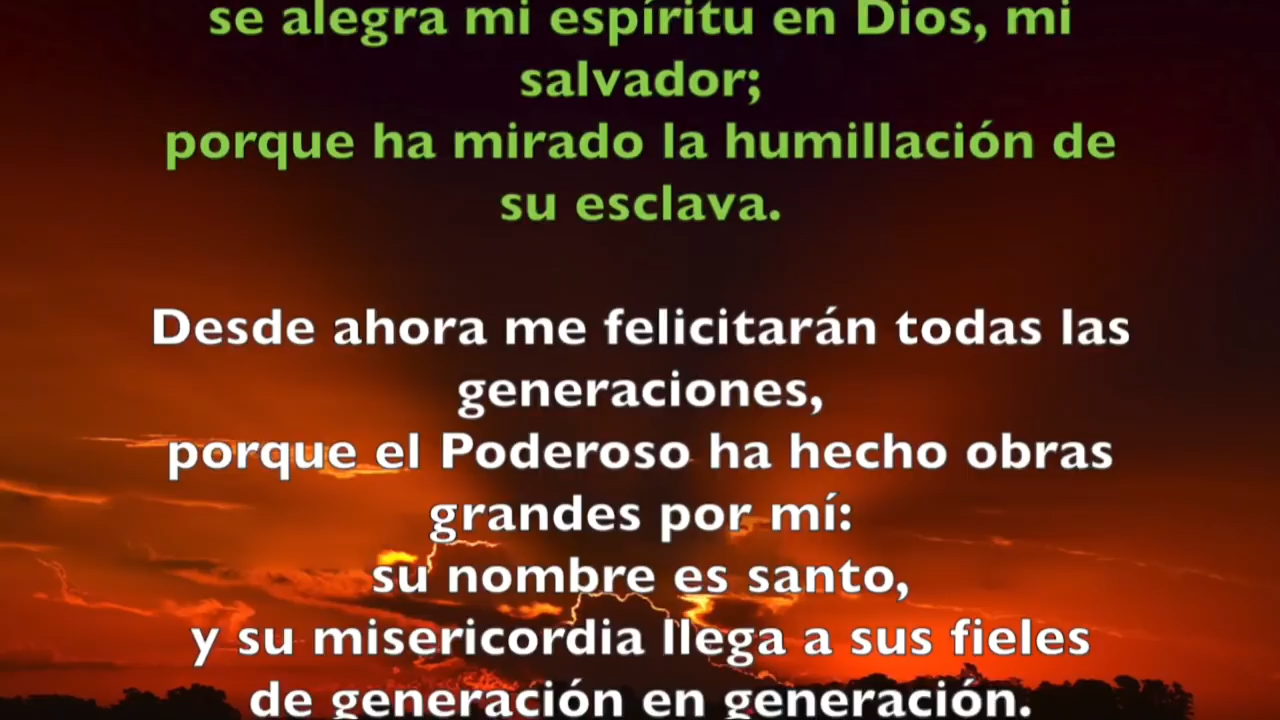 se alegra mi espíritu en Dios, mi
salvador;
porque ha mirado la humillación de
su esclava.
Desde ahora me felicitarán todas las
generaciones,
porque el Poderoso ha hecho obras
grandes por mí:
su nombre es santo,
y su misericordia llega a sus fieles
de generación en generación.